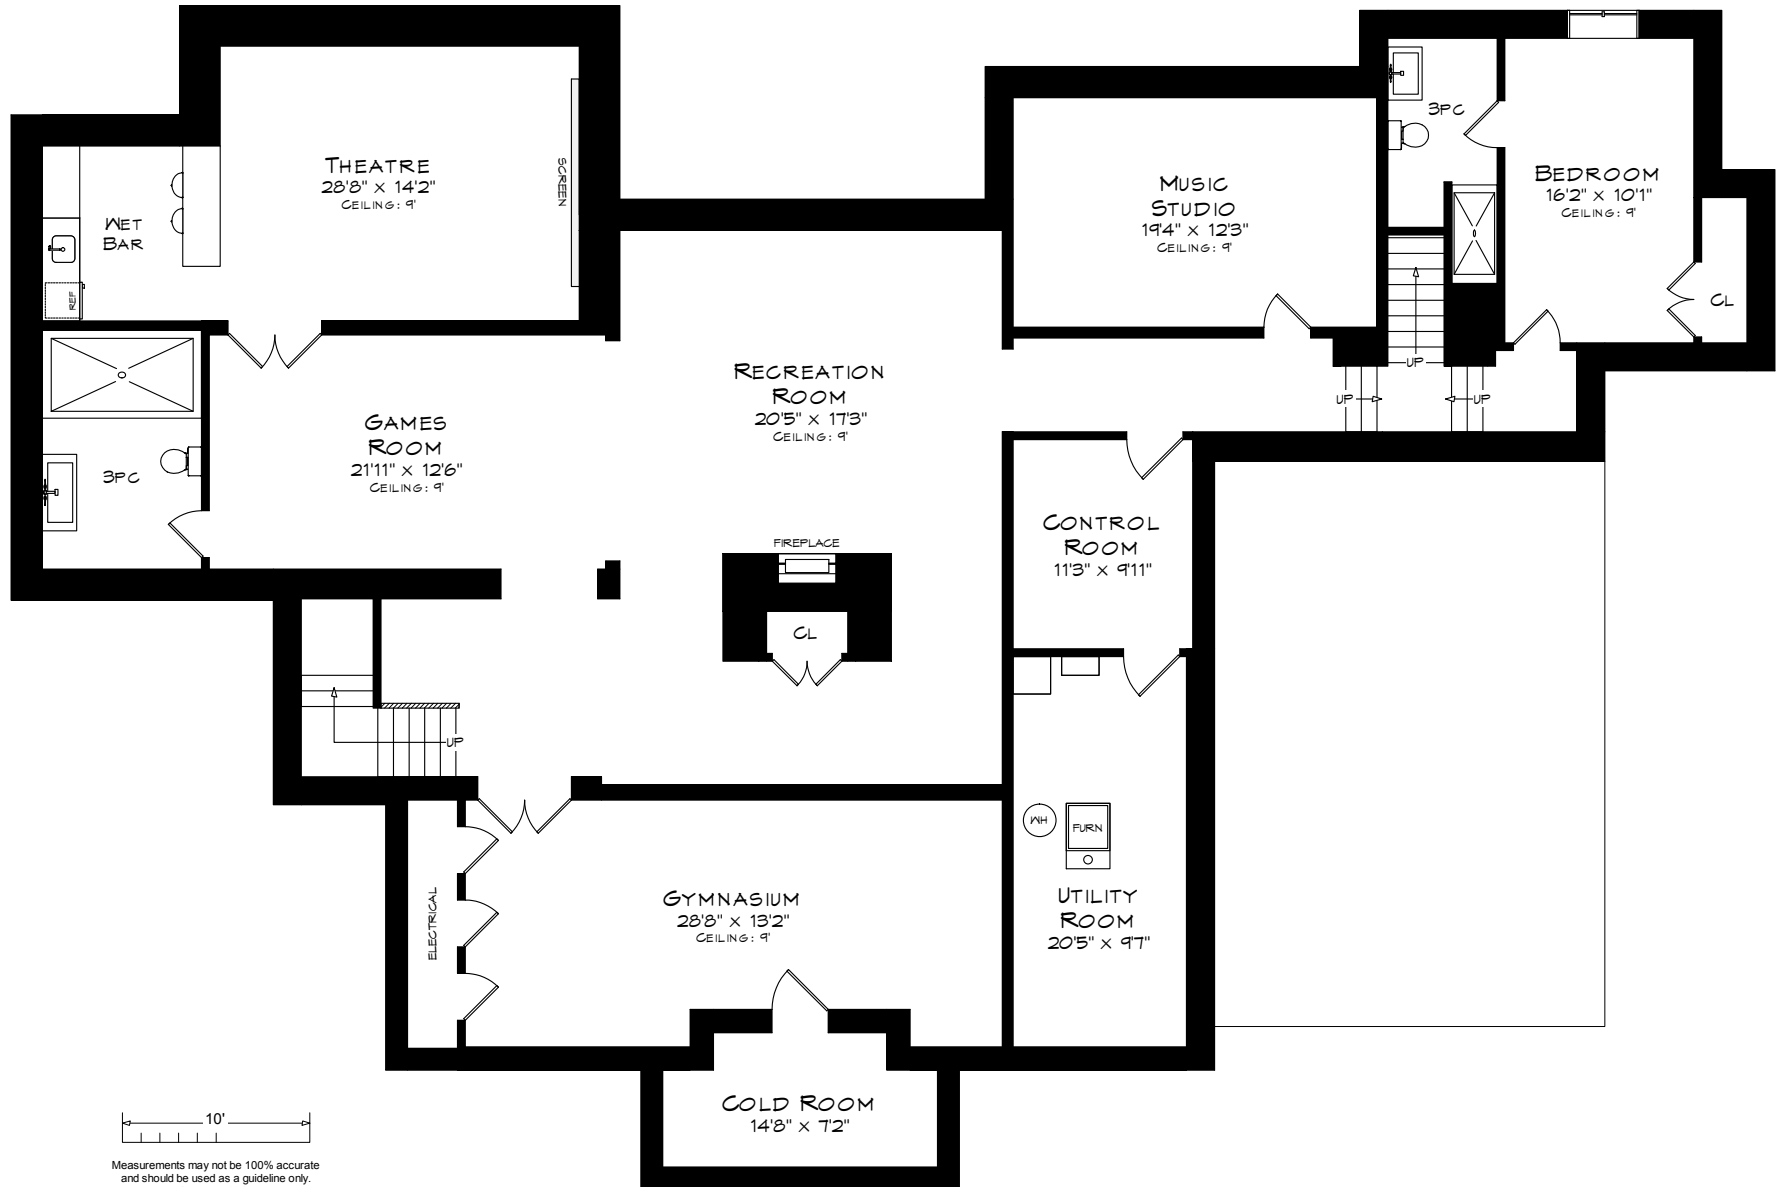 THEATRE
28'8" x 14'2"
CEILING: 9'
SCREEN
WET
BAR
REF
MUSIC
STUDIO
19'4" x 12'3"
CEILING: 9'
3PC
BEDROOM
16'2" x 10'1"
CEILING: 9'
CL
UP
UP
UP
RECREATION
ROOM
20'5" x 17'3"
CEILING: 9'
GAMES
ROOM
21'11" x 12'6"
CEILING: 9'
3PC
FIREPLACE
CL
CONTROL
ROOM
11'3" x 9'11"
UP
WH
FURN
UTILITY
ROOM
20'5" x 9'7"
ELECTRICAL
GYMNASIUM
28'8" x 13'2"
CEILING: 9'
COLD ROOM
14'8" x 7'2"
10'
Measurements may not be 100% accurate
and should be used as a guideline only.